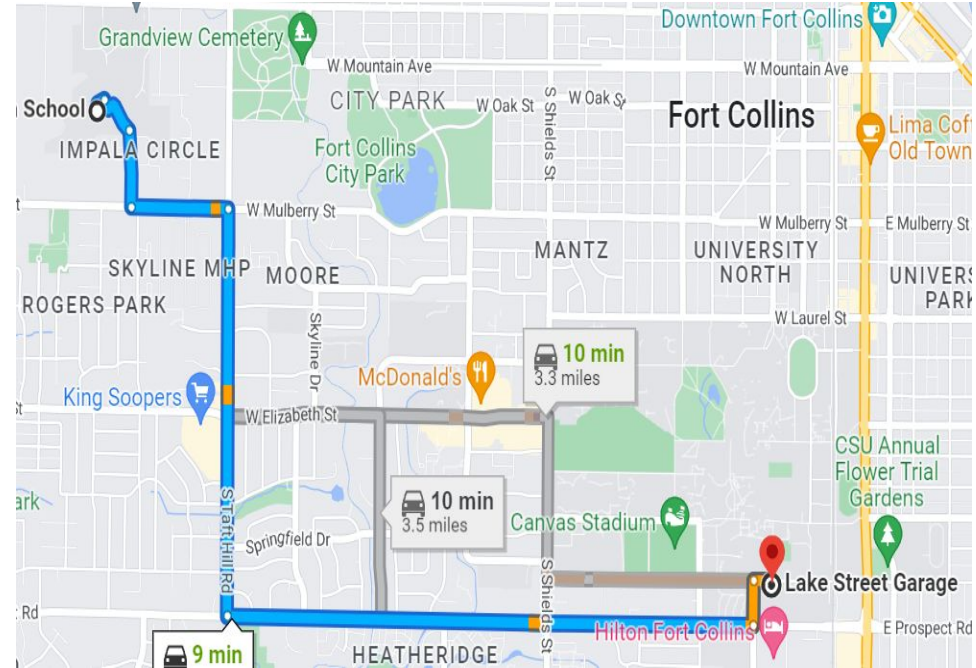 Downtown Fort Collins
Grandview Cemetery
W Mountain Ave
W Mountain Ave
School
CITY PARK
W Oak St
W Oak St
S Shields St
Fort Collins
Lima Cof
Old Town
IMPALA CIRCLE
Fort Collins
City Park
W Mulberry St
W Mulberry St
E Mulberry St
SKYLINE MHP
MOORE
MANTZ
UNIVERSITY
NORTH
UNIVERS
PARK
ROGERS PARK
Skyline Dr
W Laurel St
10 min
3.3 miles
McDonald's
King Soopers
W Elizabeth St
CSU Annual
Flower Trial
Gardens
10 min
3.5 miles
ark
S Taft Hill Rd
Canvas Stadium
Springfield Dr
S Shields St
Lake Street Garage
Rd
Hilton Fort Collins
E Prospect Rd
9 min
HEATHERIDGE